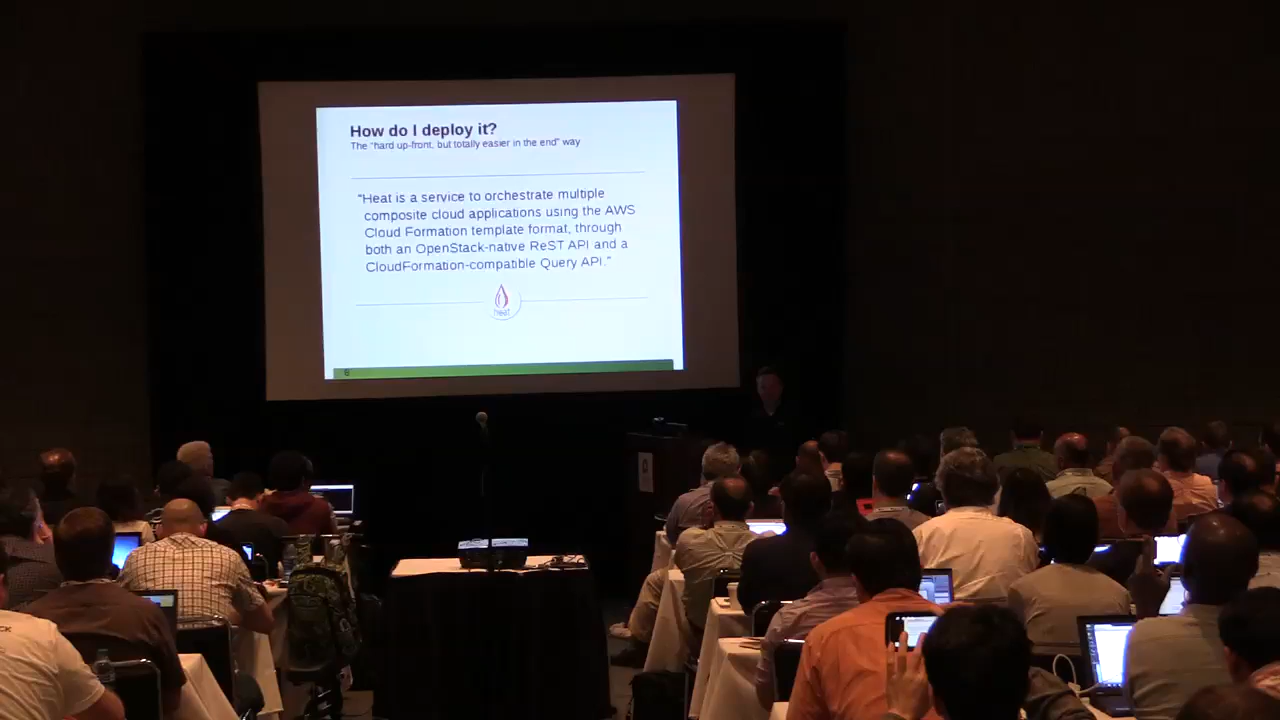 How do I deploy it?
The "hard up-front, but totally easier in the end" way
"Heat is a service to orchestrate multiple
composite cloud applications using the AWS
Cloud Formation template format, through
both an OpenStack-native ReST API and a
CloudFormation-compatible Query API."
HeaT